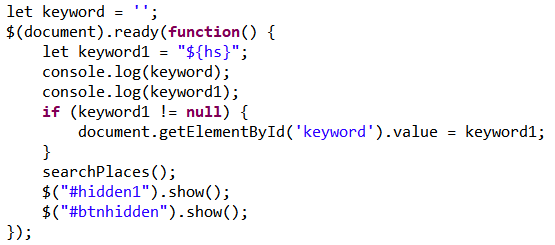 let keyword = '';
$(document).ready(function() {
    let keyword1 = "${hs}";
    console.log(keyword);
    console.log(keyword1);
    if (keyword1 != null) {
        document.getElementById('keyword').value = keyword1;
    }
    searchPlaces();
    $("#hidden1").show();
    $("#btnhidden").show();
});